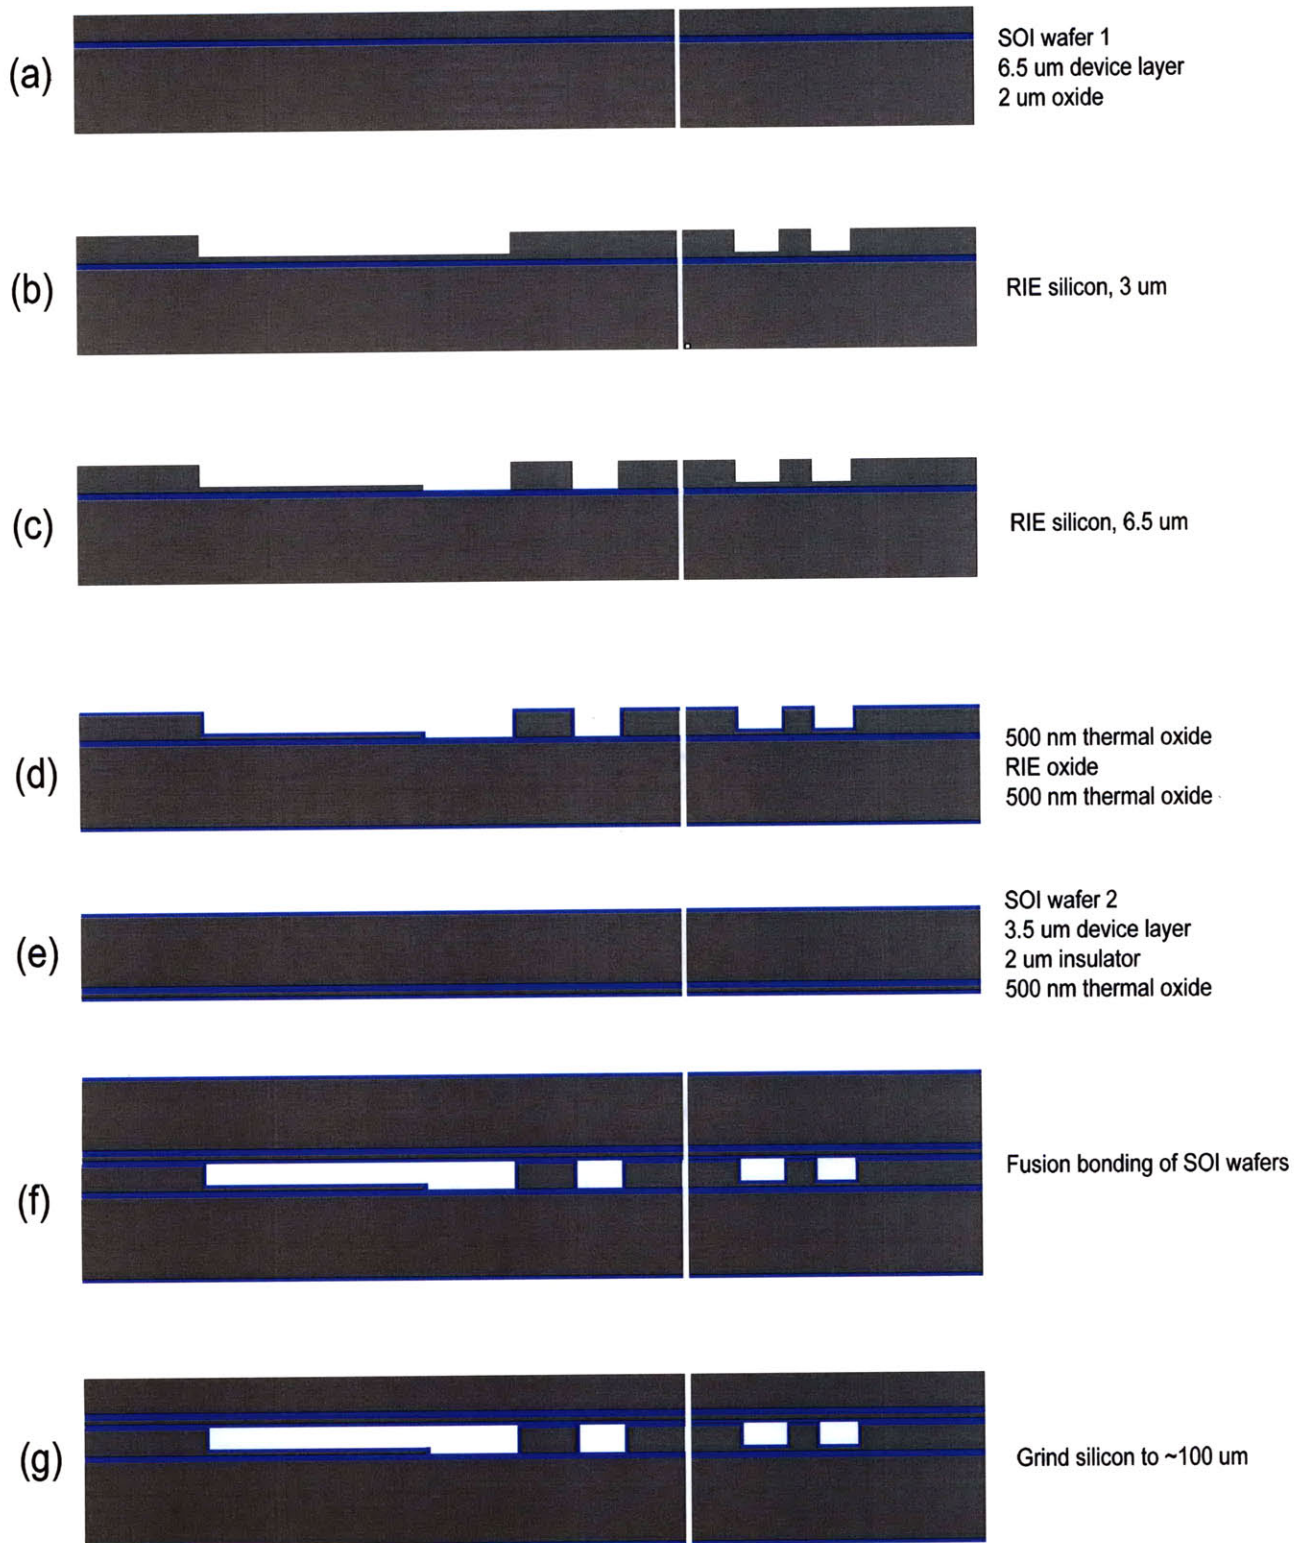 (a)
SOI wafer 1
6.5 um device layer
2 um oxide
(b)
RIE silicon, 3 um
(c)
RIE silicon, 6.5 um
(d)
500 nm thermal oxide
RIE oxide
500 nm thermal oxide
(e)
SOI wafer 2
3.5 um device layer
2 um insulator
500 nm thermal oxide
(f)
Fusion bonding of SOI wafers
(g)
Grind silicon to ~100 um